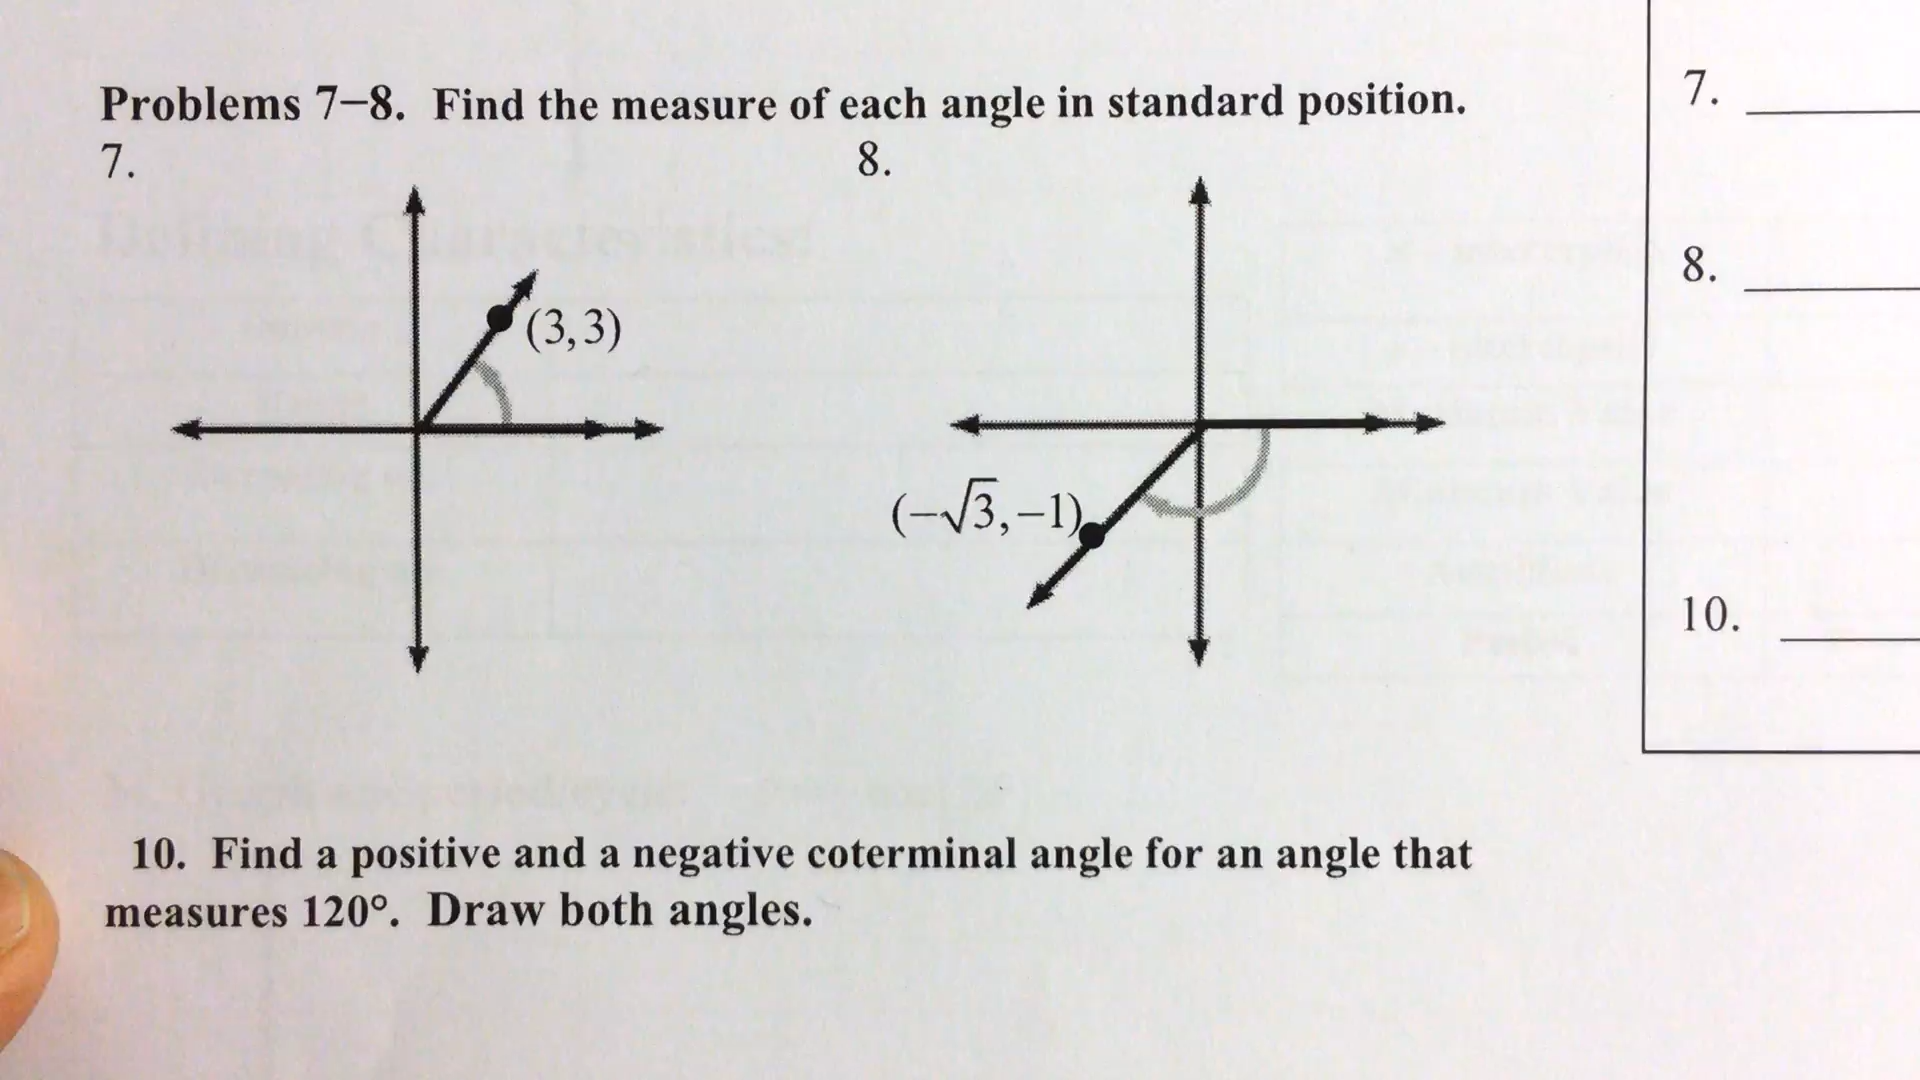 Problems 7–8. Find the measure of each angle in standard position.
7.
8.
(3,3)
(−√3,−1)
10. Find a positive and a negative coterminal angle for an angle that
measures 120°. Draw both angles.
7.
8.
10.